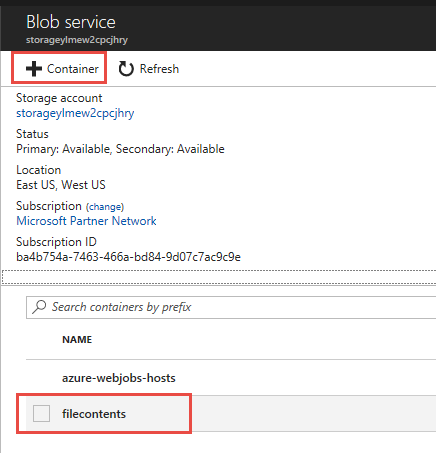 Blob service
storageylmew2cpcjhry
Container Refresh
Storage account
storageylmew2cpcjhry
Status
Primary: Available, Secondary: Available
Location
East US, West US
Subscription (change)
Microsoft Partner Network
Subscription ID
ba4b754a-7463-466a-bd84-9d07c7ac9c9e
Search containers by prefix
NAME
azure-webjobs-hosts
filecontents